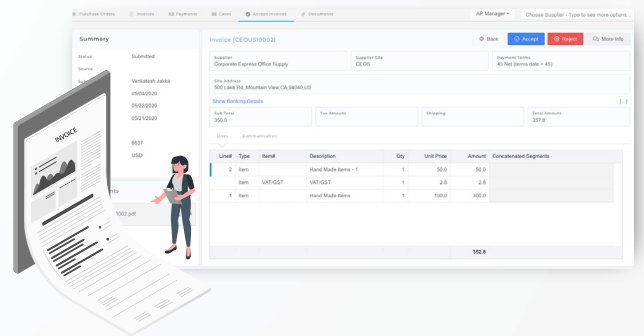 Purchase Orders Invoices Payments Cases Accept Invoices Documents AP Manager Choose Supplier - Type to see more options...
Summary
Status Submitted
Source
Venkatesh Jakka
05/04/2020
05/22/2020
05/21/2020
6637
USD
nts
0002.pdf
INVOICE
Invoice (CEOUS10002)
Back Accept Reject More Info
Supplier
Corporate Express Office Supply
Supplier Site
CEOS
Payment Terms
45 Net (terms date + 45)
Site Address
500 Lake Rd,,Mountain View,CA,94040,US
Show Banking Details [...]
Sub Total
350.0
Tax Amount
Shipping
Total Amount
357.8
Lines Communication
Line# Type Item# Description Qty Unit Price Amount Concatenated Segments
2 Item Hand Made Items - 1 1 50.0 50.0
Item VAT/GST VAT/GST 1 2.8 2.8
1 Item Hand Made Items 1 100.0 300.0
352.8